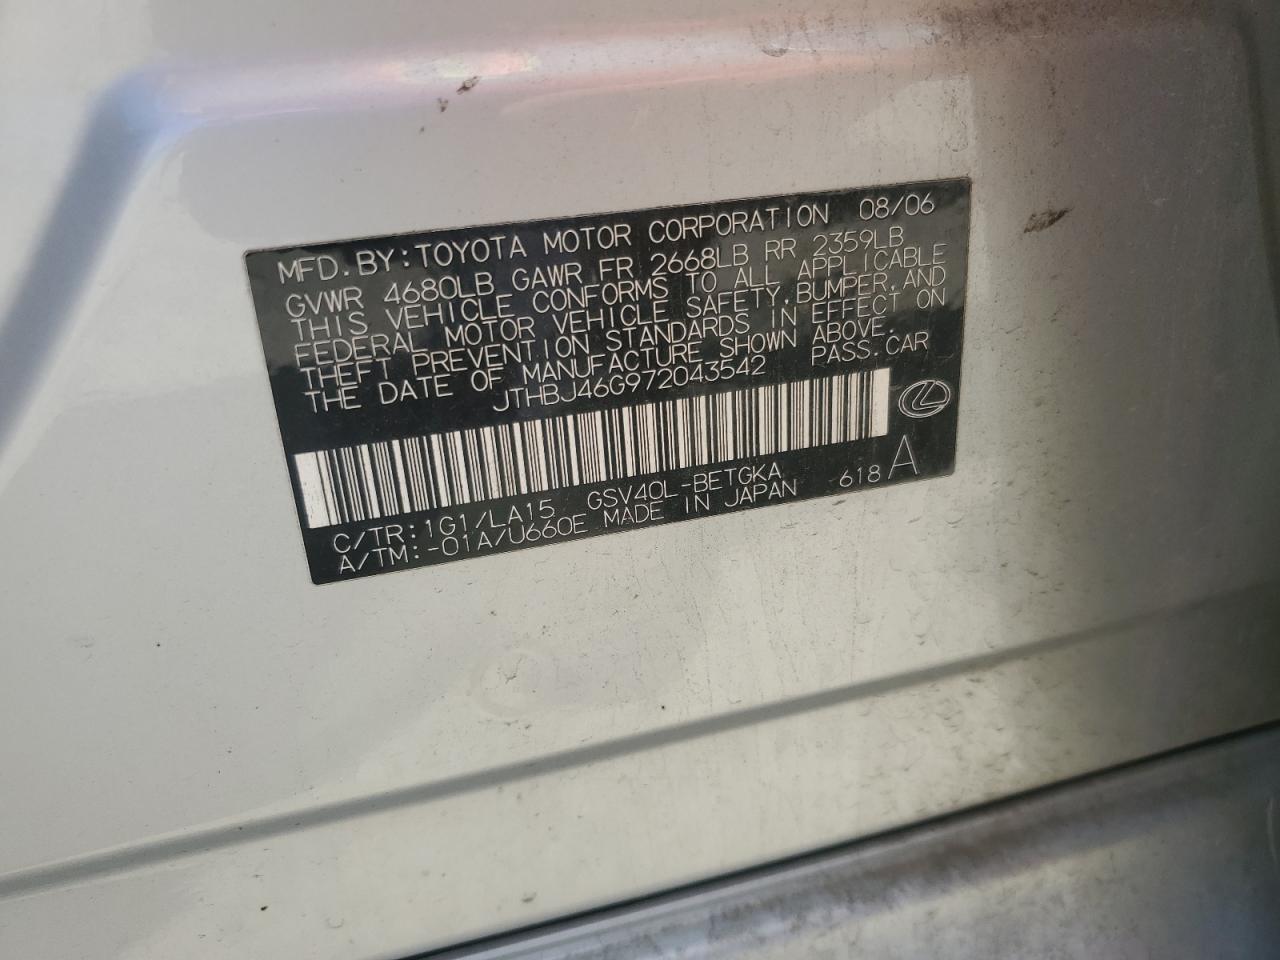 MFD. BY: TOYOTA MOTOR CORPORATION 08/06
GVWR 4680LB GAWR FR 2668LB RR 2359LB
THIS VEHICLE CONFORMS TO ALL APPLICABLE
FEDERAL MOTOR VEHICLE SAFETY, BUMPER, AND
THEFT PREVENTION STANDARDS IN EFFECT ON
THE DATE OF MANUFACTURE SHOWN ABOVE.
JTHBJ46G972043542 PASS. CAR
C/TR: 1G1/LA15 GSV40L-BETGKA 618 A
A/TM: -01A/U660E MADE IN JAPAN